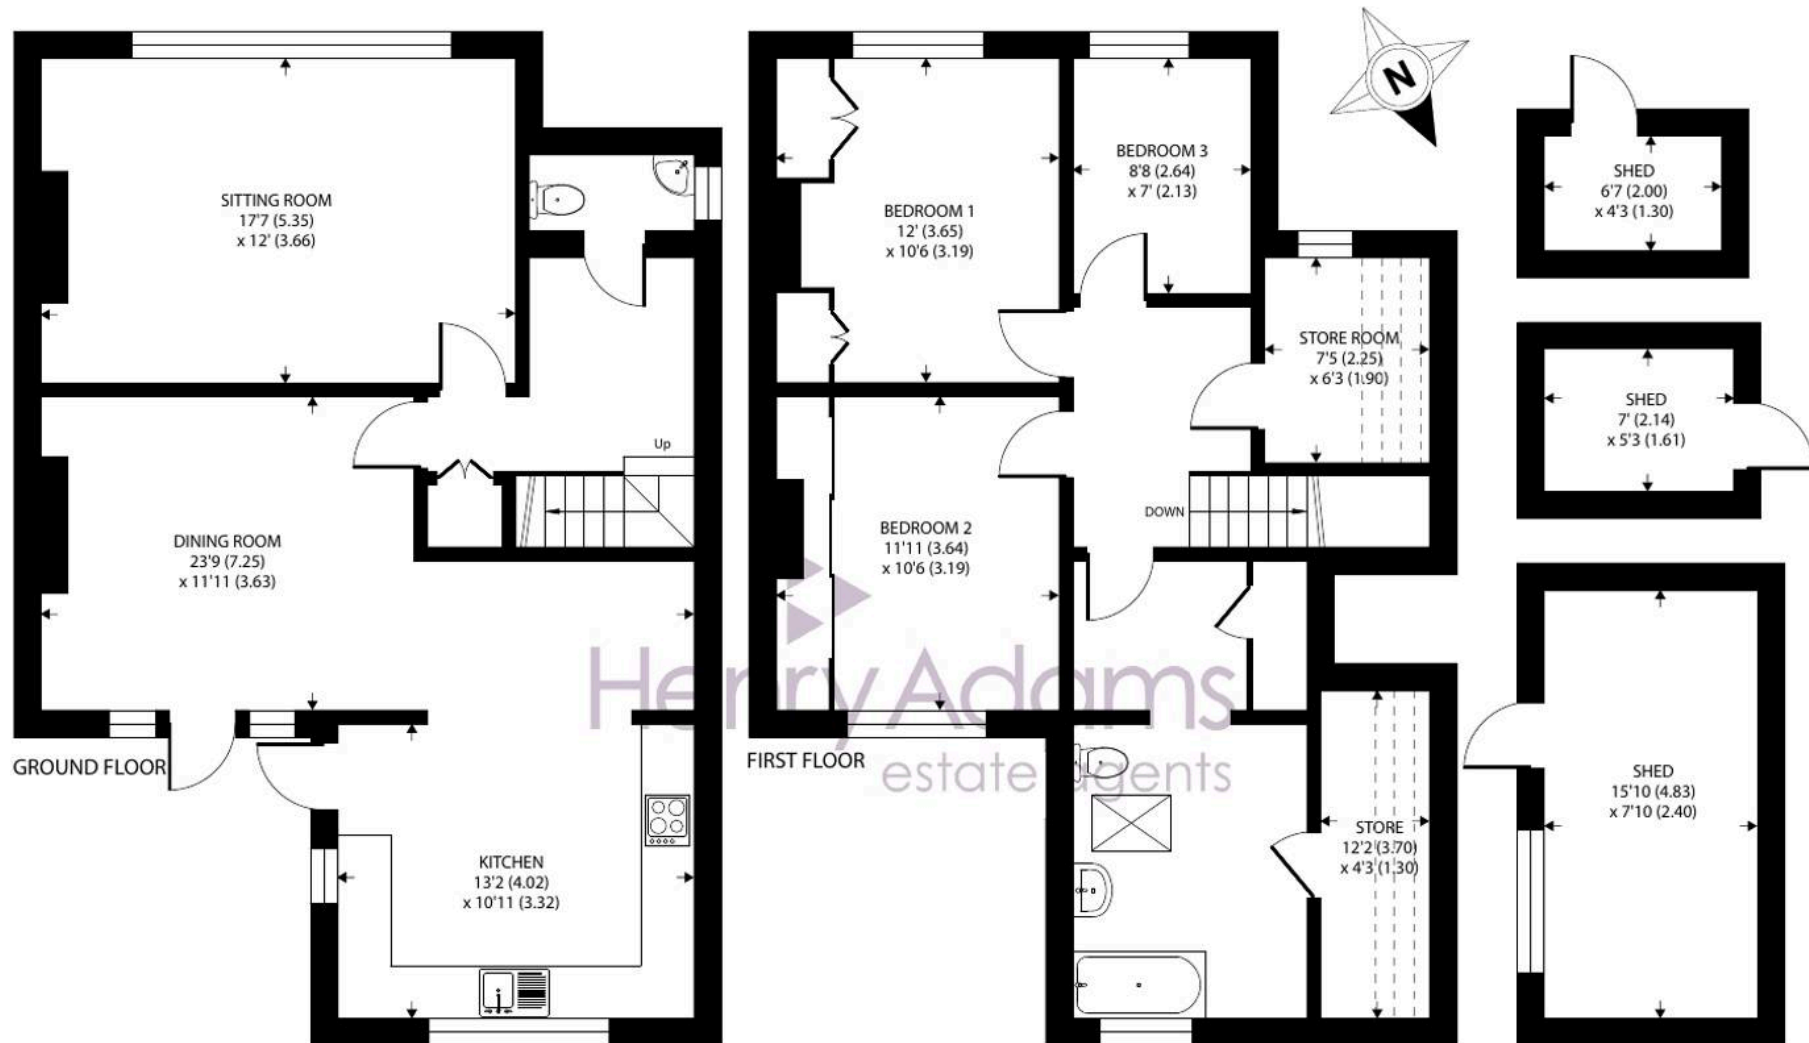 SITTING ROOM
17'7 (5.35)
x 12' (3.66)
Up
DINING ROOM
23'9 (7.25)
x 11'11 (3.63)
GROUND FLOOR
KITCHEN
13'2 (4.02)
x 10'11 (3.32)
BEDROOM 1
12' (3.65)
x 10'6 (3.19)
BEDROOM 3
8'8 (2.64)
x 7' (2.13)
STORE ROOM
7'5 (2.25)
x 6'3 (1.90)
BEDROOM 2
11'11 (3.64)
x 10'6 (3.19)
DOWN
FIRST FLOOR
STORE
12'2 (3.70)
x 4'3 (1.30)
Henry Adams
estate agents
N
SHED
6'7 (2.00)
x 4'3 (1.30)
SHED
7' (2.14)
x 5'3 (1.61)
SHED
15'10 (4.83)
x 7'10 (2.40)